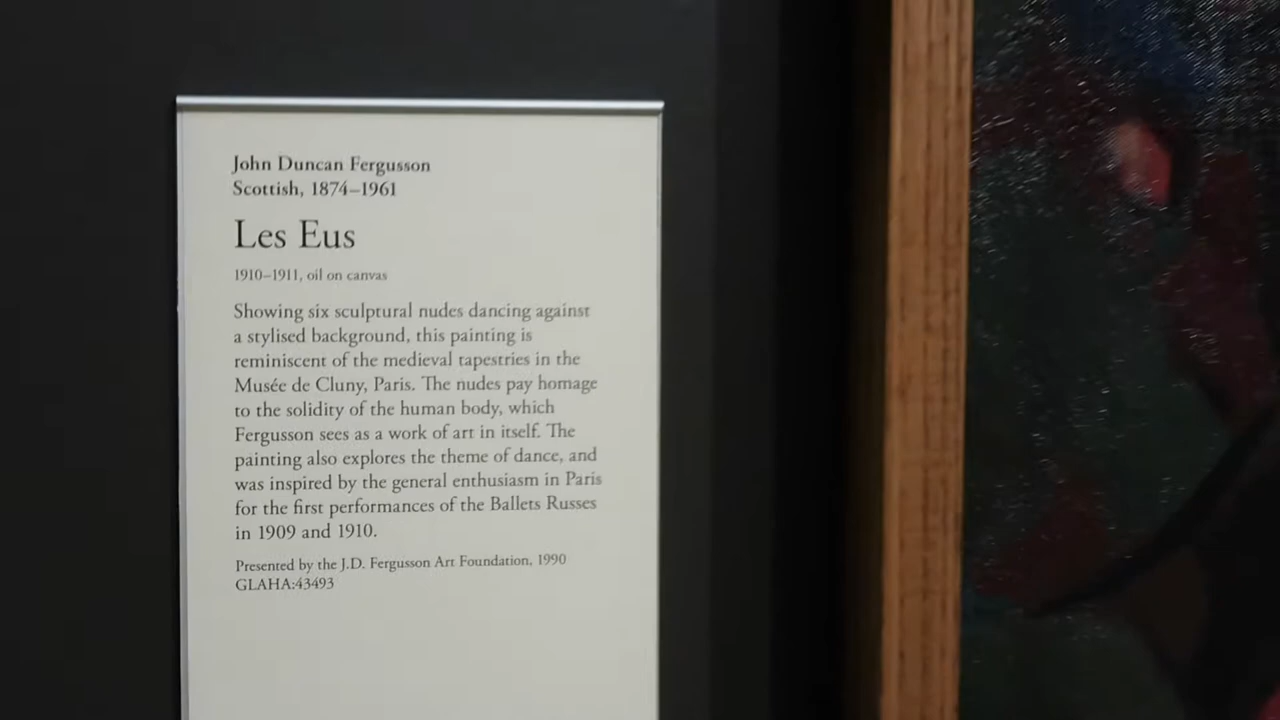 John Duncan Fergusson
Scottish, 1874–1961
Les Eus
1910–1911, oil on canvas
Showing six sculptural nudes dancing against
a stylised background, this painting is
reminiscent of the medieval tapestries in the
Musée de Cluny, Paris. The nudes pay homage
to the solidity of the human body, which
Fergusson sees as a work of art in itself. The
painting also explores the theme of dance, and
was inspired by the general enthusiasm in Paris
for the first performances of the Ballets Russes
in 1909 and 1910.
Presented by the J.D. Fergusson Art Foundation, 1990
GLAHA:43493